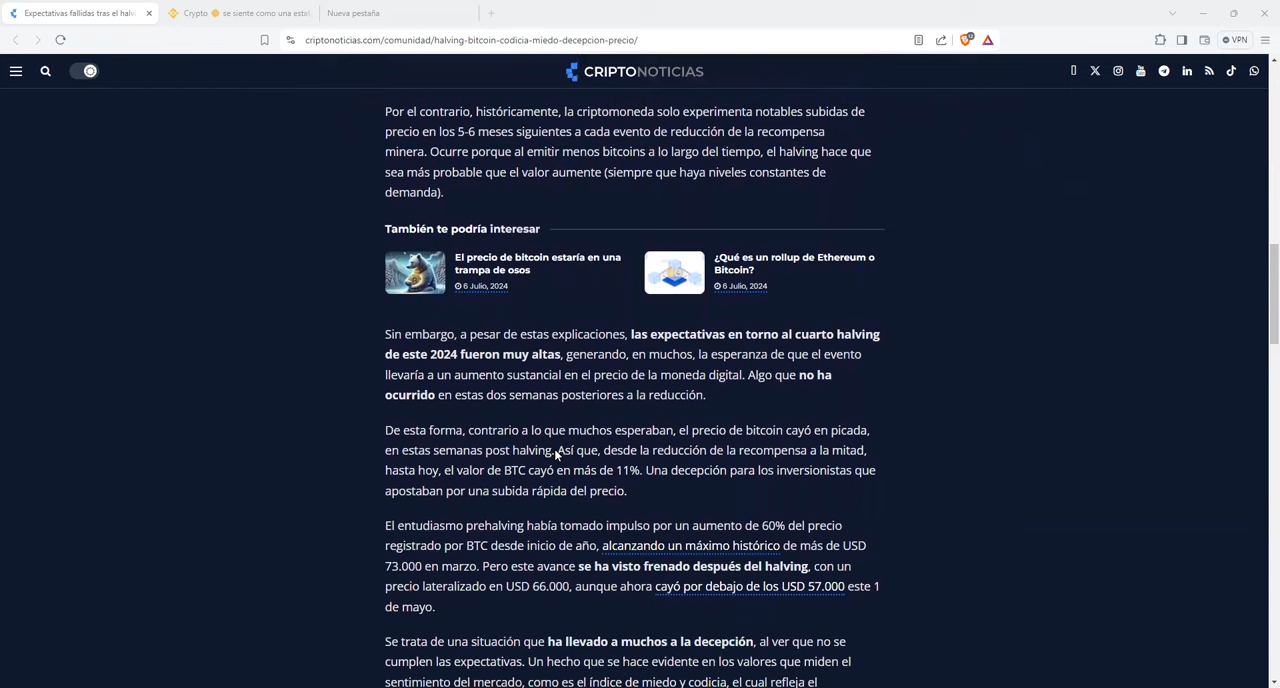 Expectativas fallidas tras el halvi
Crypto se siente como una esta
Nueva pestaña
criptonoticias.com/comunidad/halving-bitcoin-codicia-miedo-decepcion-precio/
VPN
CRIPTONOTICIAS
Por el contrario, históricamente, la criptomoneda solo experimenta notables subidas de
precio en los 5-6 meses siguientes a cada evento de reducción de la recompensa
minera. Ocurre porque al emitir menos bitcoins a lo largo del tiempo, el halving hace que
sea más probable que el valor aumente (siempre que haya niveles constantes de
demanda).
También te podría interesar
El precio de bitcoin estaría en una
trampa de osos
6 Julio, 2024
¿Qué es un rollup de Ethereum o
Bitcoin?
6 Julio, 2024
Sin embargo, a pesar de estas explicaciones, las expectativas en torno al cuarto halving
de este 2024 fueron muy altas, generando, en muchos, la esperanza de que el evento
llevaría a un aumento sustancial en el precio de la moneda digital. Algo que no ha
ocurrido en estas dos semanas posteriores a la reducción.
De esta forma, contrario a lo que muchos esperaban, el precio de bitcoin cayó en picada,
en estas semanas post halving. Así que, desde la reducción de la recompensa a la mitad,
hasta hoy, el valor de BTC cayó en más de 11%. Una decepción para los inversionistas que
apostaban por una subida rápida del precio.
El entudiasmo prehalving había tomado impulso por un aumento de 60% del precio
registrado por BTC desde inicio de año, alcanzando un máximo histórico de más de USD
73.000 en marzo. Pero este avance se ha visto frenado después del halving, con un
precio lateralizado en USD 66.000, aunque ahora cayó por debajo de los USD 57.000 este 1
de mayo.
Se trata de una situación que ha llevado a muchos a la decepción, al ver que no se
cumplen las expectativas. Un hecho que se hace evidente en los valores que miden el
sentimiento del mercado, como es el índice de miedo y codicia, el cual refleja el